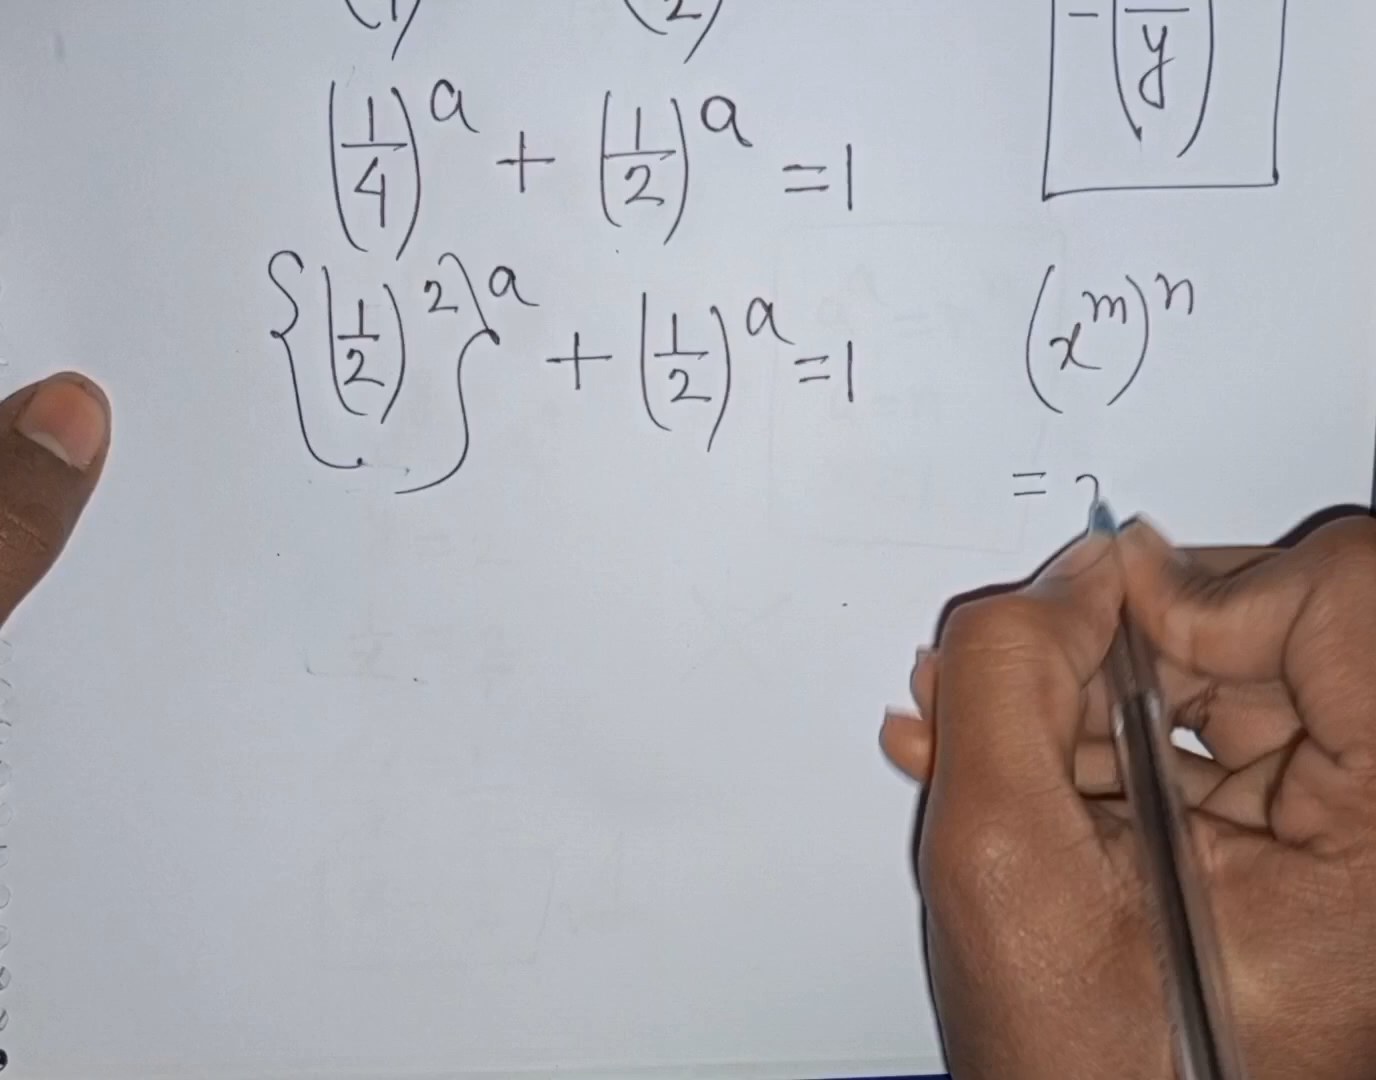 (1/4)^a + (1/2)^a = 1
{(1/2)^2}^a + (1/2)^a = 1
-( /y)
(x^m)^n
=